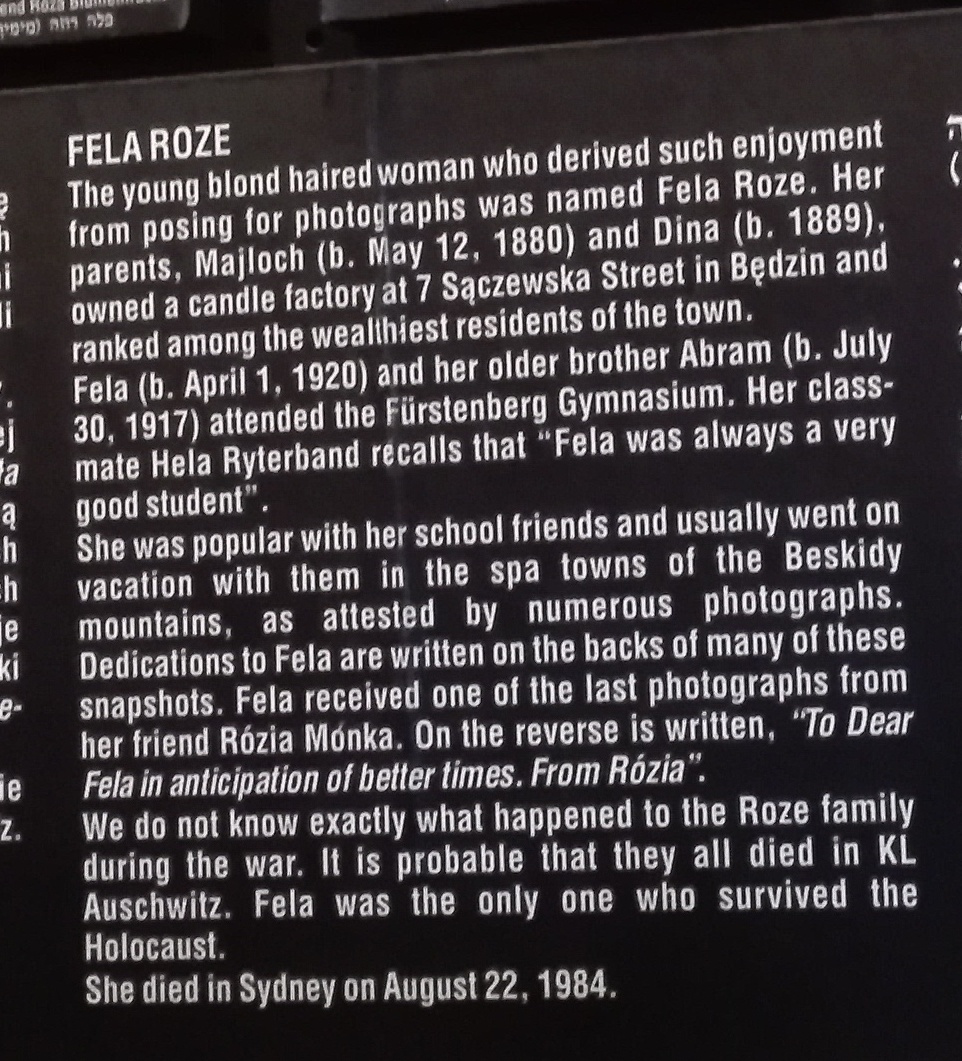 and Róża
FELA ROZE
The young blond haired woman who derived such enjoyment
from posing for photographs was named Fela Roze. Her
parents, Majloch (b. May 12, 1880) and Dina (b. 1889),
owned a candle factory at 7 Sączewska Street in Będzin and
ranked among the wealthiest residents of the town.
Fela (b. April 1, 1920) and her older brother Abram (b. July
30, 1917) attended the Fürstenberg Gymnasium. Her class-
mate Hela Ryterband recalls that "Fela was always a very
good student".
She was popular with her school friends and usually went on
vacation with them in the spa towns of the Beskidy
mountains, as attested by numerous photographs.
Dedications to Fela are written on the backs of many of these
snapshots. Fela received one of the last photographs from
her friend Rózia Mónka. On the reverse is written, "To Dear
Fela in anticipation of better times. From Rózia".
We do not know exactly what happened to the Roze family
during the war. It is probable that they all died in KL
Auschwitz. Fela was the only one who survived the
Holocaust.
She died in Sydney on August 22, 1984.